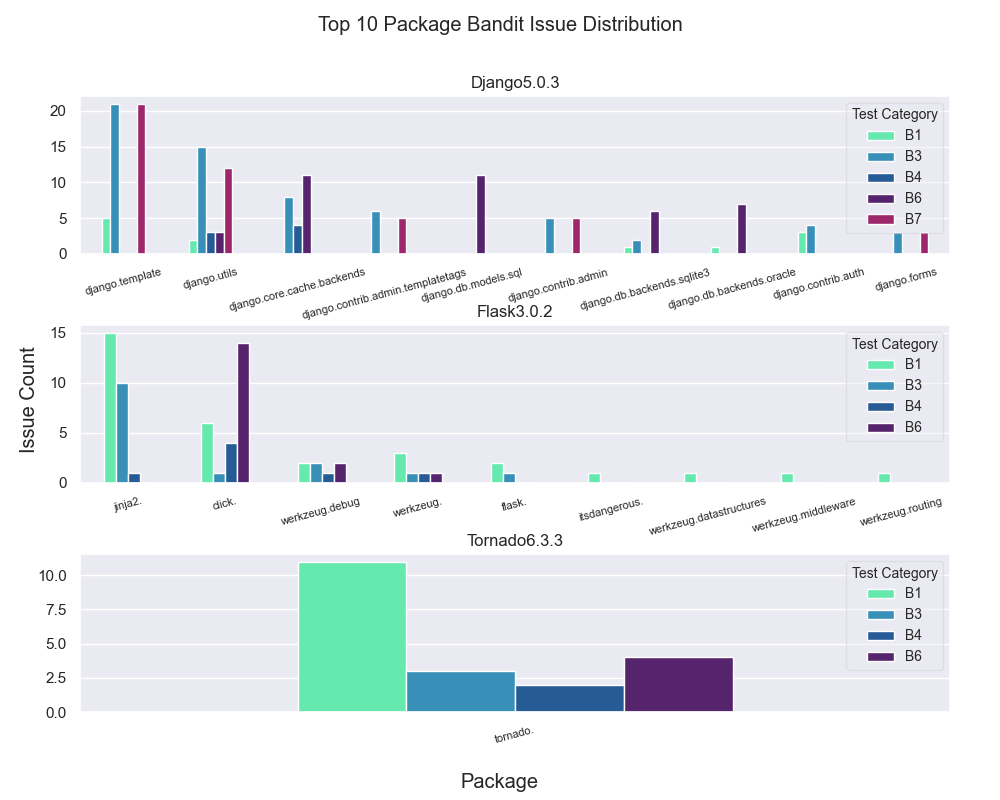 Top 10 Package Bandit Issue Distribution
Django5.0.3
20
15
10
5
0
Test Category
B1
B3
B4
B6
B7
django.template
django.utils
django.core.cache.backends
django.contrib.admin.templatetags
django.db.models.sql
django.contrib.admin
django.db.backends.sqlite3
django.db.backends.oracle
django.contrib.auth
django.forms
Flask3.0.2
Issue Count
15
10
5
0
Test Category
B1
B3
B4
B6
jinja2.
click.
werkzeug.debug
werkzeug.
flask.
itsdangerous.
werkzeug.datastructures
werkzeug.middleware
werkzeug.routing
Tornado6.3.3
10.0
7.5
5.0
2.5
0.0
Test Category
B1
B3
B4
B6
tornado.
Package